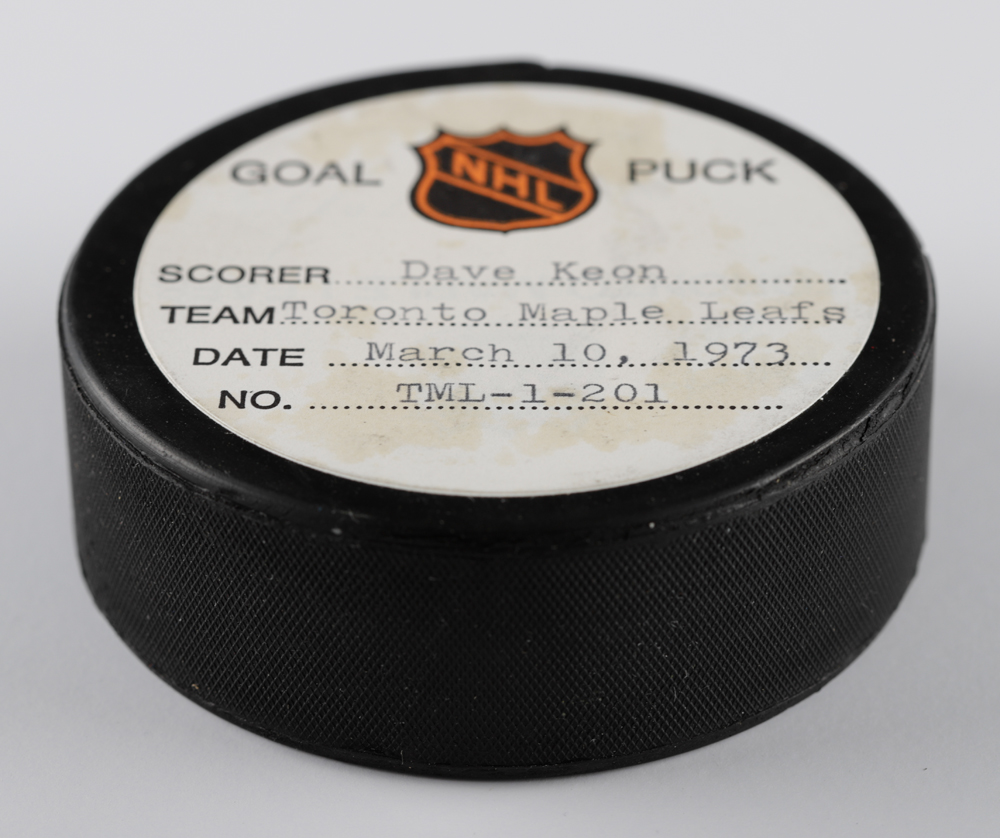 GOAL NHL PUCK
SCORER Dave Keon
TEAM Toronto Maple Leafs
DATE March 10, 1973
NO. TML-1-201